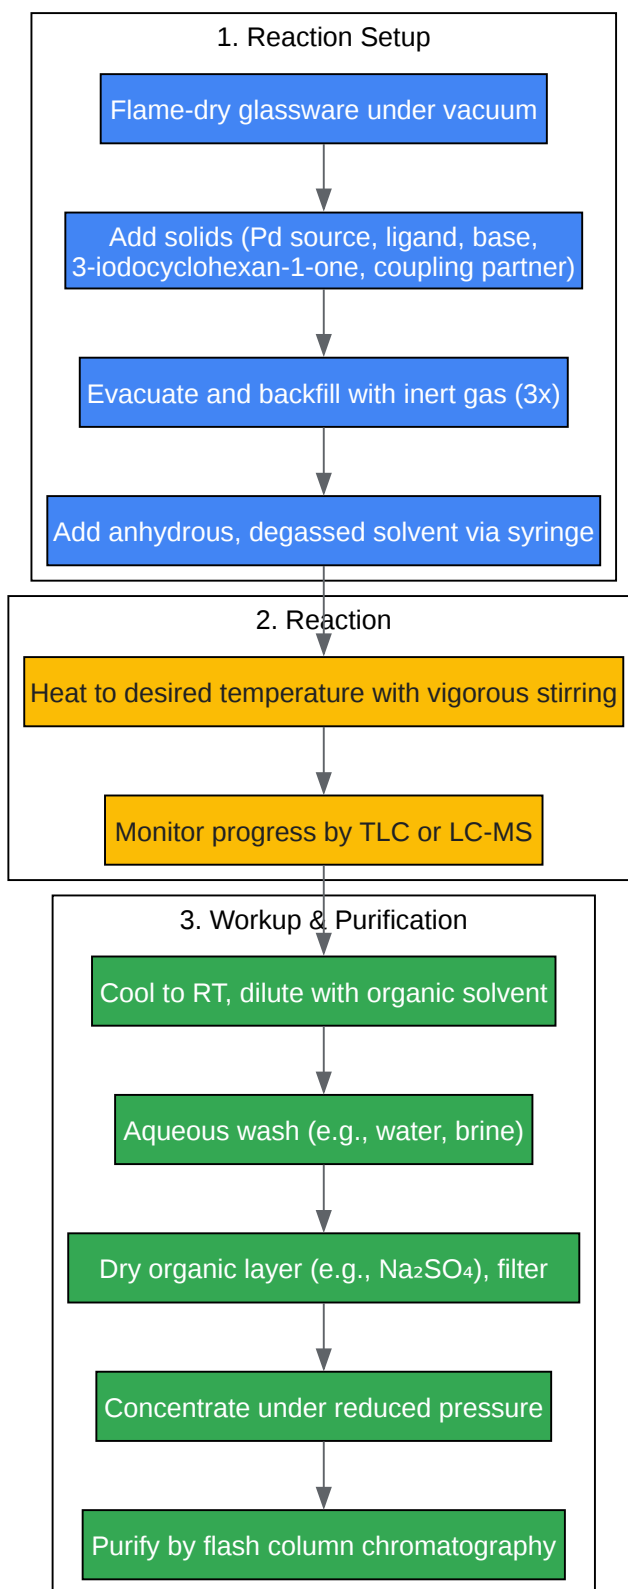 1. Reaction Setup
Flame-dry glassware under vacuum
Add solids (Pd source, ligand, base,
3-iodocyclohexan-1-one, coupling partner)
Evacuate and backfill with inert gas (3x)
Add anhydrous, degassed solvent via syringe
2. Reaction
Heat to desired temperature with vigorous stirring
Monitor progress by TLC or LC-MS
3. Workup & Purification
Cool to RT, dilute with organic solvent
Aqueous wash (e.g., water, brine)
Dry organic layer (e.g., Na₂SO₄), filter
Concentrate under reduced pressure
Purify by flash column chromatography